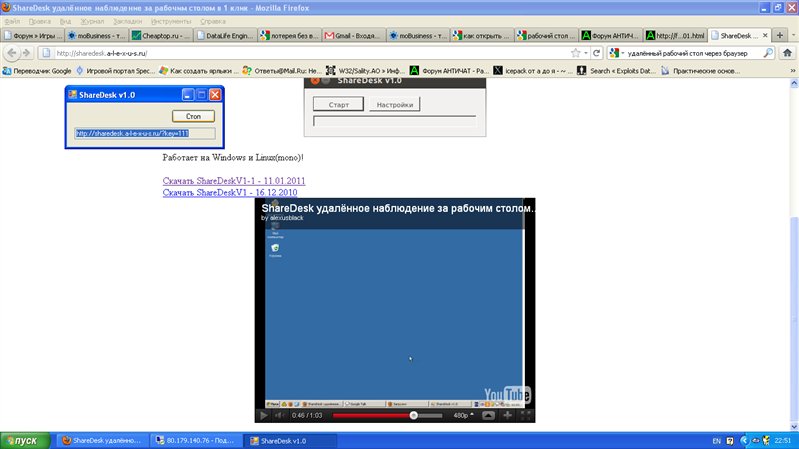 ShareDesk удалённое наблюдение за рабочим столом в 1 клик - Mozilla Firefox
Файл Правка Вид Журнал Закладки Инструменты Справка
Форум » Игры ... moBusiness - т... Cheaptop.ru - ... DataLife Engin... лотерея без в... Gmail - Входя... moBusiness - т... как открыть ... рабочий стол ... Форум АНТИЧ... http://f...01.html ShareDesk ...
http://sharedesk.a-l-e-x-u-s.ru/
удалённый рабочий стол через браузер
Переводчик Google Игровой портал Spec... Как создать ярлыки ... Ответы@Mail.Ru: Не... W32/Sality.AO » Инф... Форум АНТИЧАТ - Ра... icepack от а до я - ~ ~ Search « Exploits Dat... Практические основ...
ShareDesk v1.0
Стоп
http://sharedesk.a-l-e-x-u-s.ru/?key=111
ShareDesk v1.0
Старт Настройки
Работает на Windows и Linux(mono)!
Скачать ShareDeskV1-1 - 11.01.2011
Скачать ShareDeskV1 - 16.12.2010
ShareDesk удалённое наблюдение за рабочим столом...
by alexusblack
YouTube
0:46 / 1:03 480p
пуск ShareDesk удалённо... 80.179.140.76 - Под... ShareDesk v1.0 EN 22:51